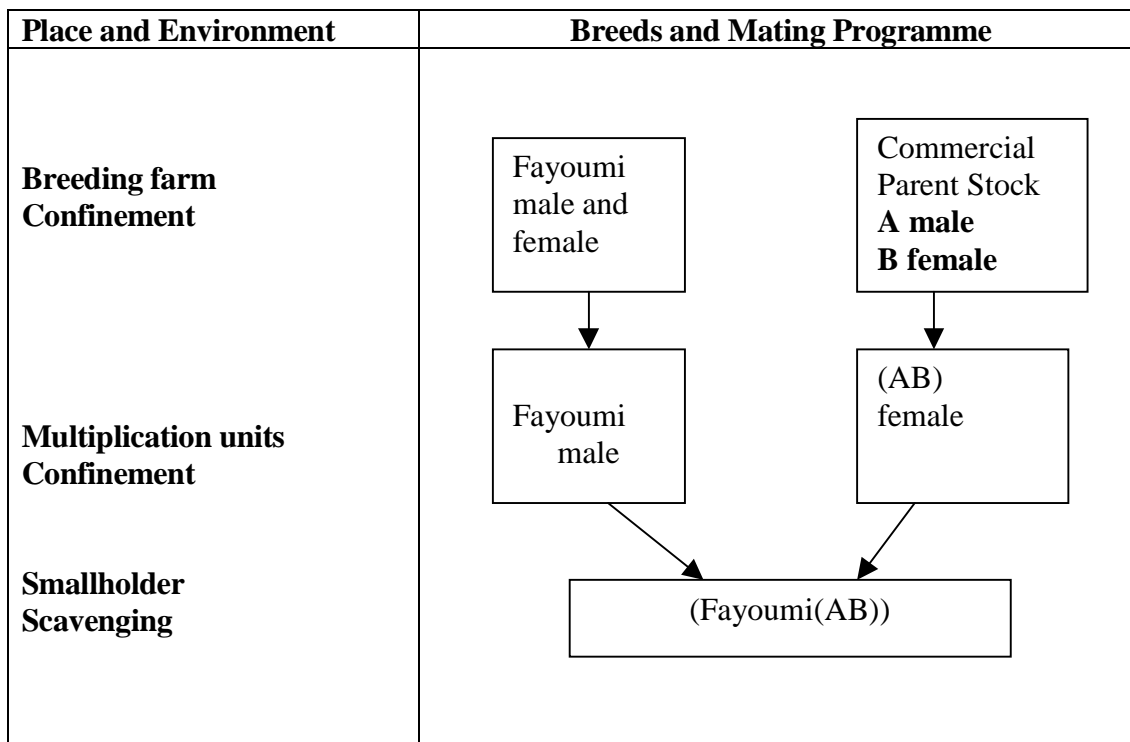 Place and Environment
Breeds and Mating Programme
Breeding farm
Confinement
Fayoumi
male and
female
Commercial
Parent Stock
A male
B female
Multiplication units
Confinement
Fayoumi
male
(AB)
female
Smallholder
Scavenging
(Fayoumi(AB))